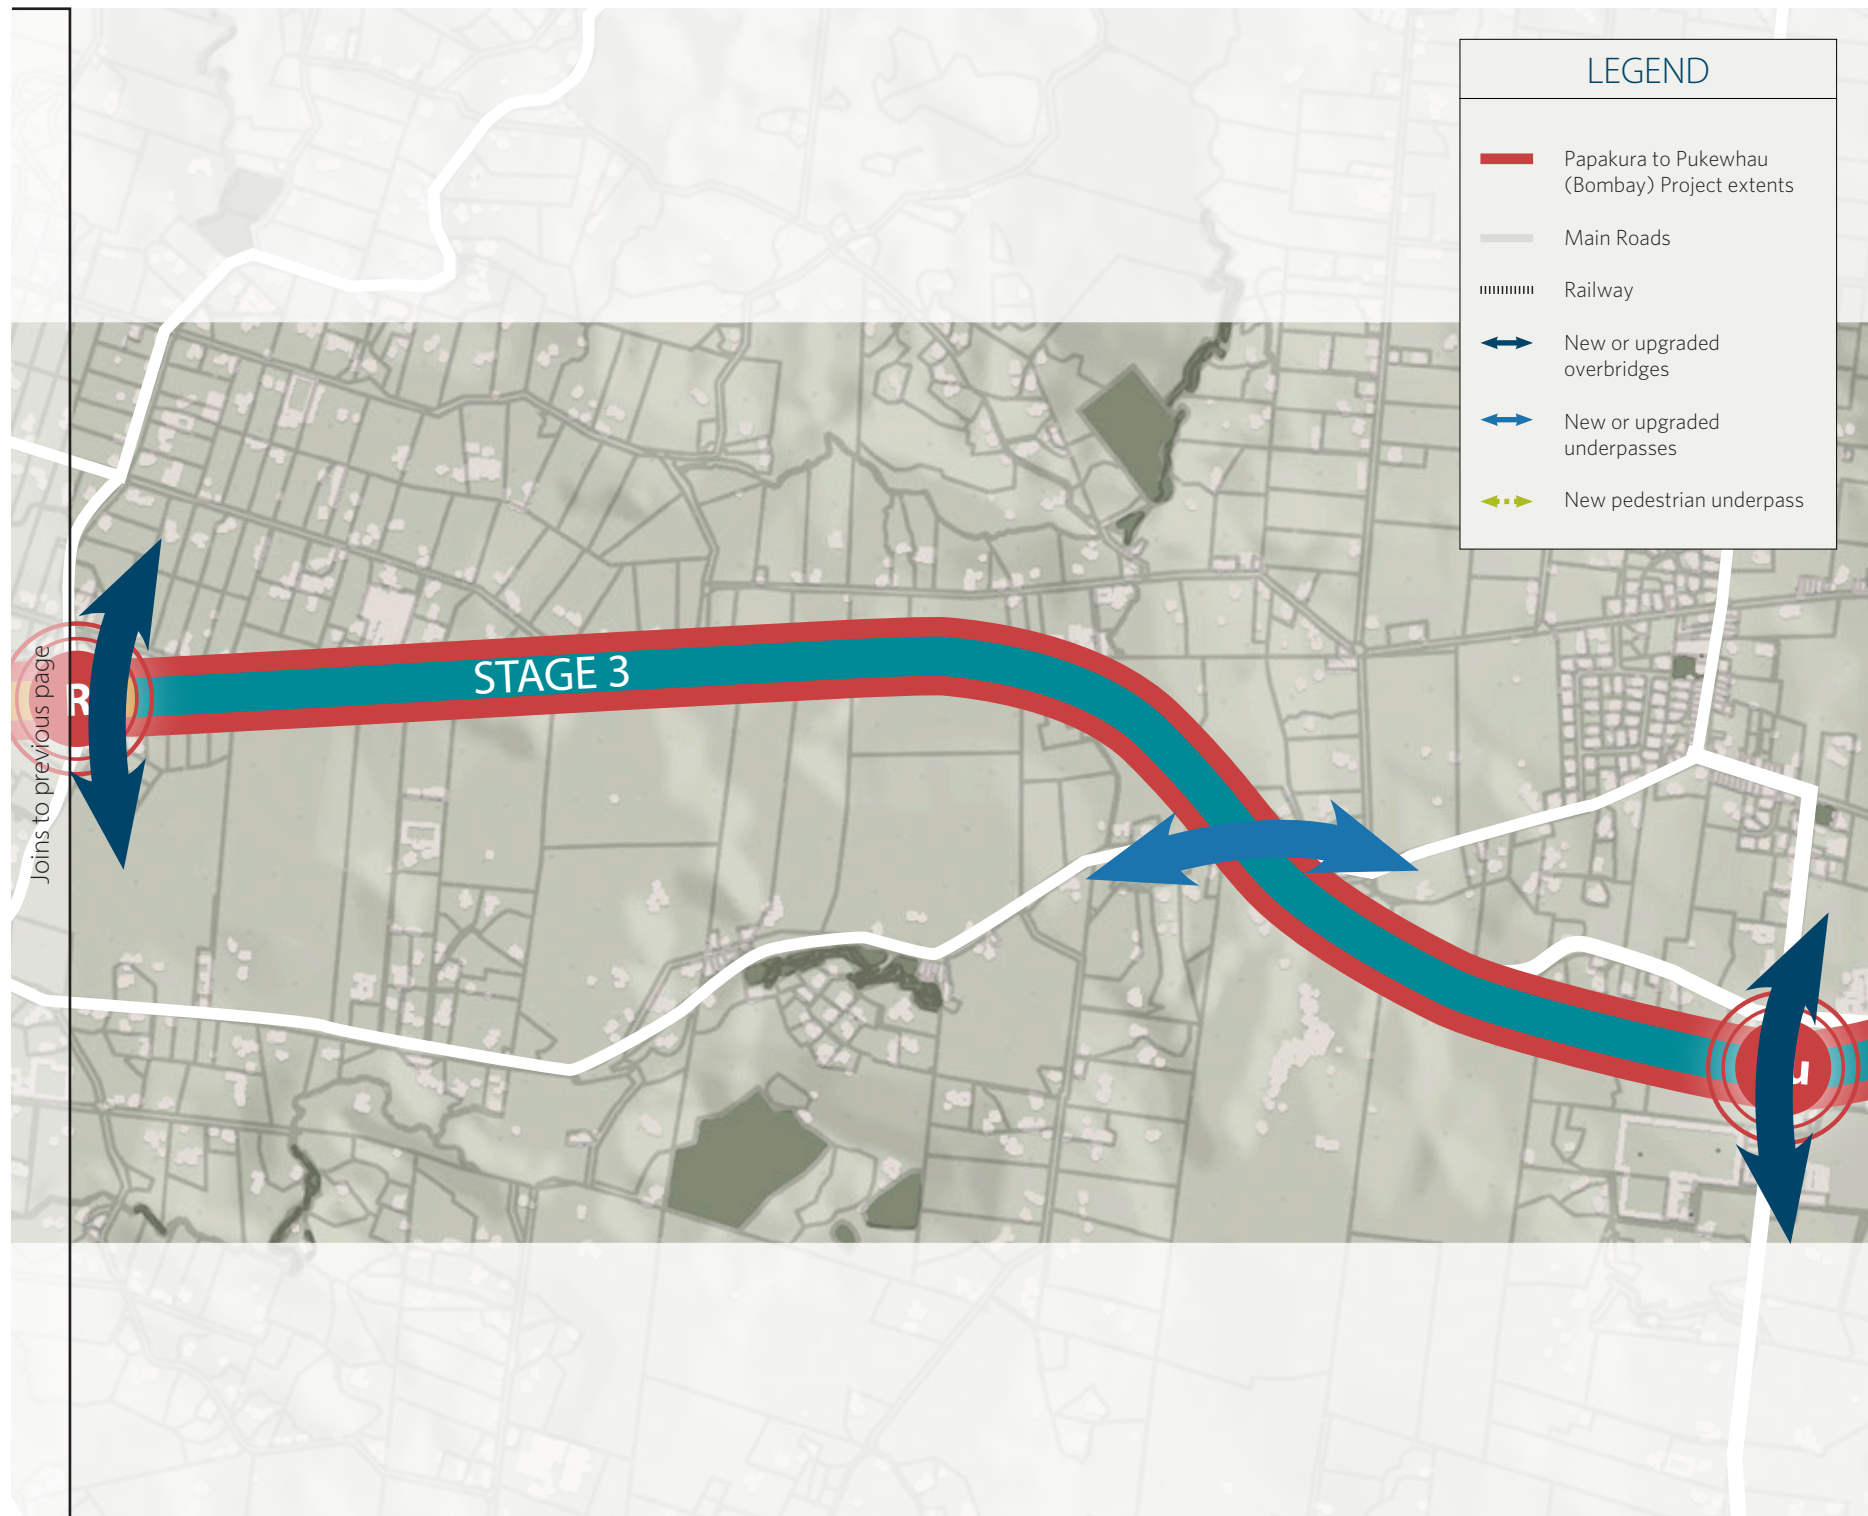 LEGEND
Papakura to Pukewhau
(Bombay) Project extents
Main Roads
Railway
New or upgraded
overbridges
New or upgraded
underpasses
New pedestrian underpass
STAGE 3
Joins to previous page
R
u